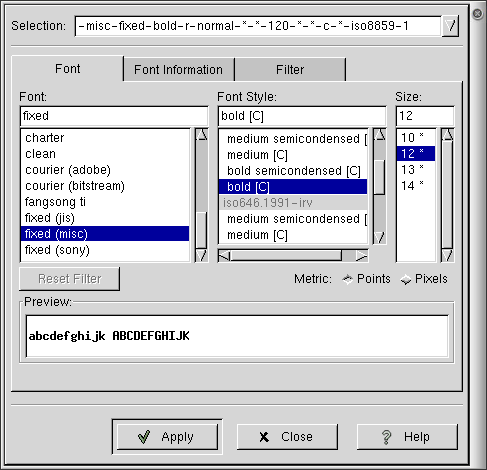 Selection: -misc-fixed-bold-r-normal-*-*-120-*-*-c-*-iso8859-1
Font Font Information Filter
Font: Font Style: Size:
fixed bold [C] 12
charter
clean
courier (adobe)
courier (bitstream)
fangsong ti
fixed (jis)
fixed (misc)
fixed (sony)
medium semicondensed [
medium [C]
bold semicondensed [C]
bold [C]
iso646.1991-irv
medium semicondensed [
medium [C]
10 *
12 *
13 *
14 *
Reset Filter Metric: Points Pixels
Preview:
abcdefghijk ABCDEFGHIJK
Apply Close Help